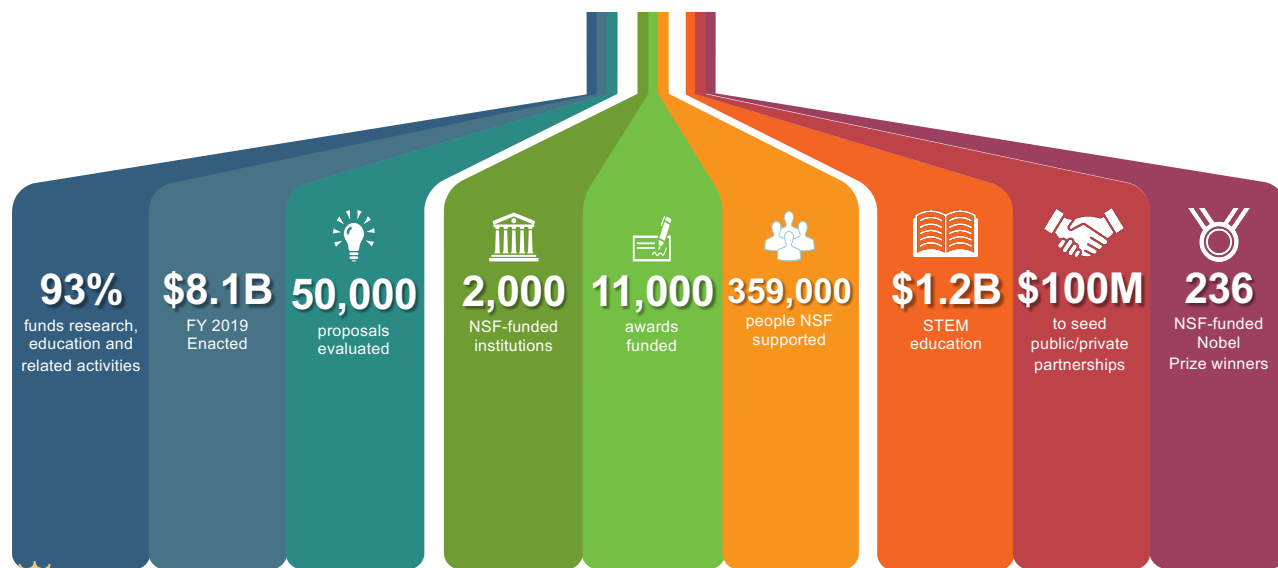 93%
funds research,
education and
related activities
$8.1B
FY 2019
Enacted
50,000
proposals
evaluated
2,000
NSF-funded
institutions
11,000
awards
funded
359,000
people NSF
supported
$1.2B
STEM
education
$100M
to seed
public/private
partnerships
236
NSF-funded
Nobel
Prize winners